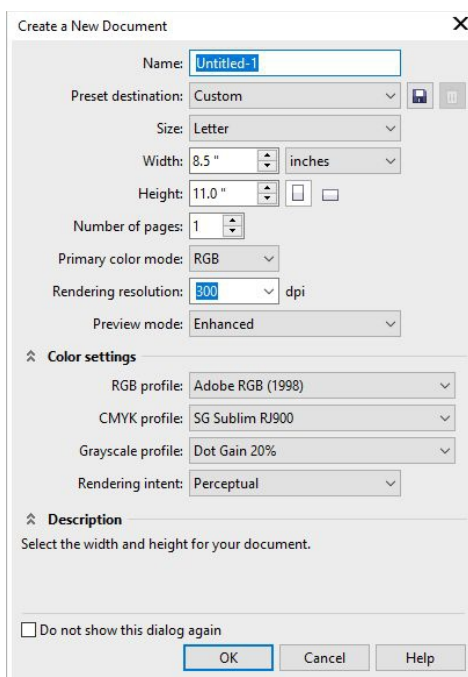 Create a New Document
Name: Untitled-1
Preset destination: Custom
Size: Letter
Width: 8.5 " inches
Height: 11.0 "
Number of pages: 1
Primary color mode: RGB
Rendering resolution: 300 dpi
Preview mode: Enhanced
Color settings
RGB profile: Adobe RGB (1998)
CMYK profile: SG Sublim RJ900
Grayscale profile: Dot Gain 20%
Rendering intent: Perceptual
Description
Select the width and height for your document.
Do not show this dialog again
OK Cancel Help